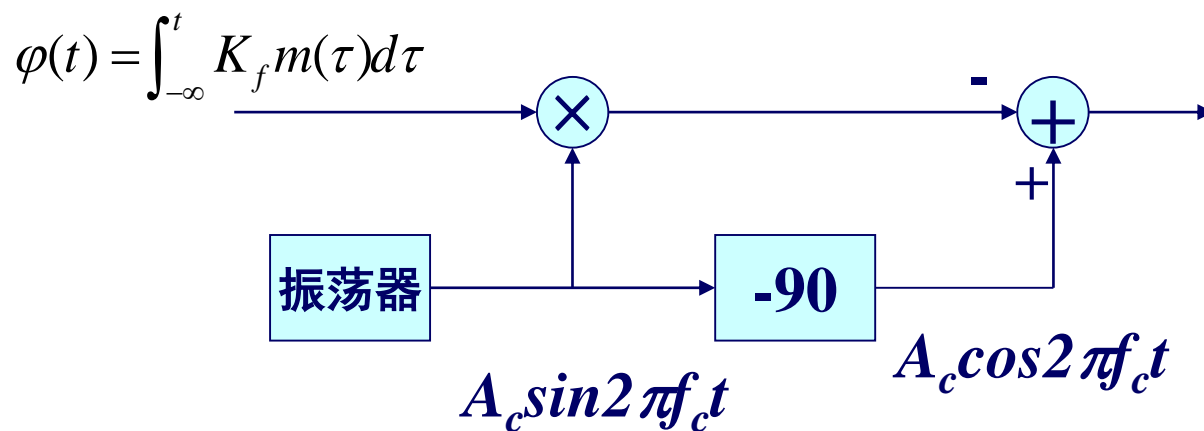 φ(t) = ∫_{-∞}^{t} K_f m(τ)dτ
×
-
+
+
振荡器
-90
A_c sin2πf_c t
A_c cos2πf_c t